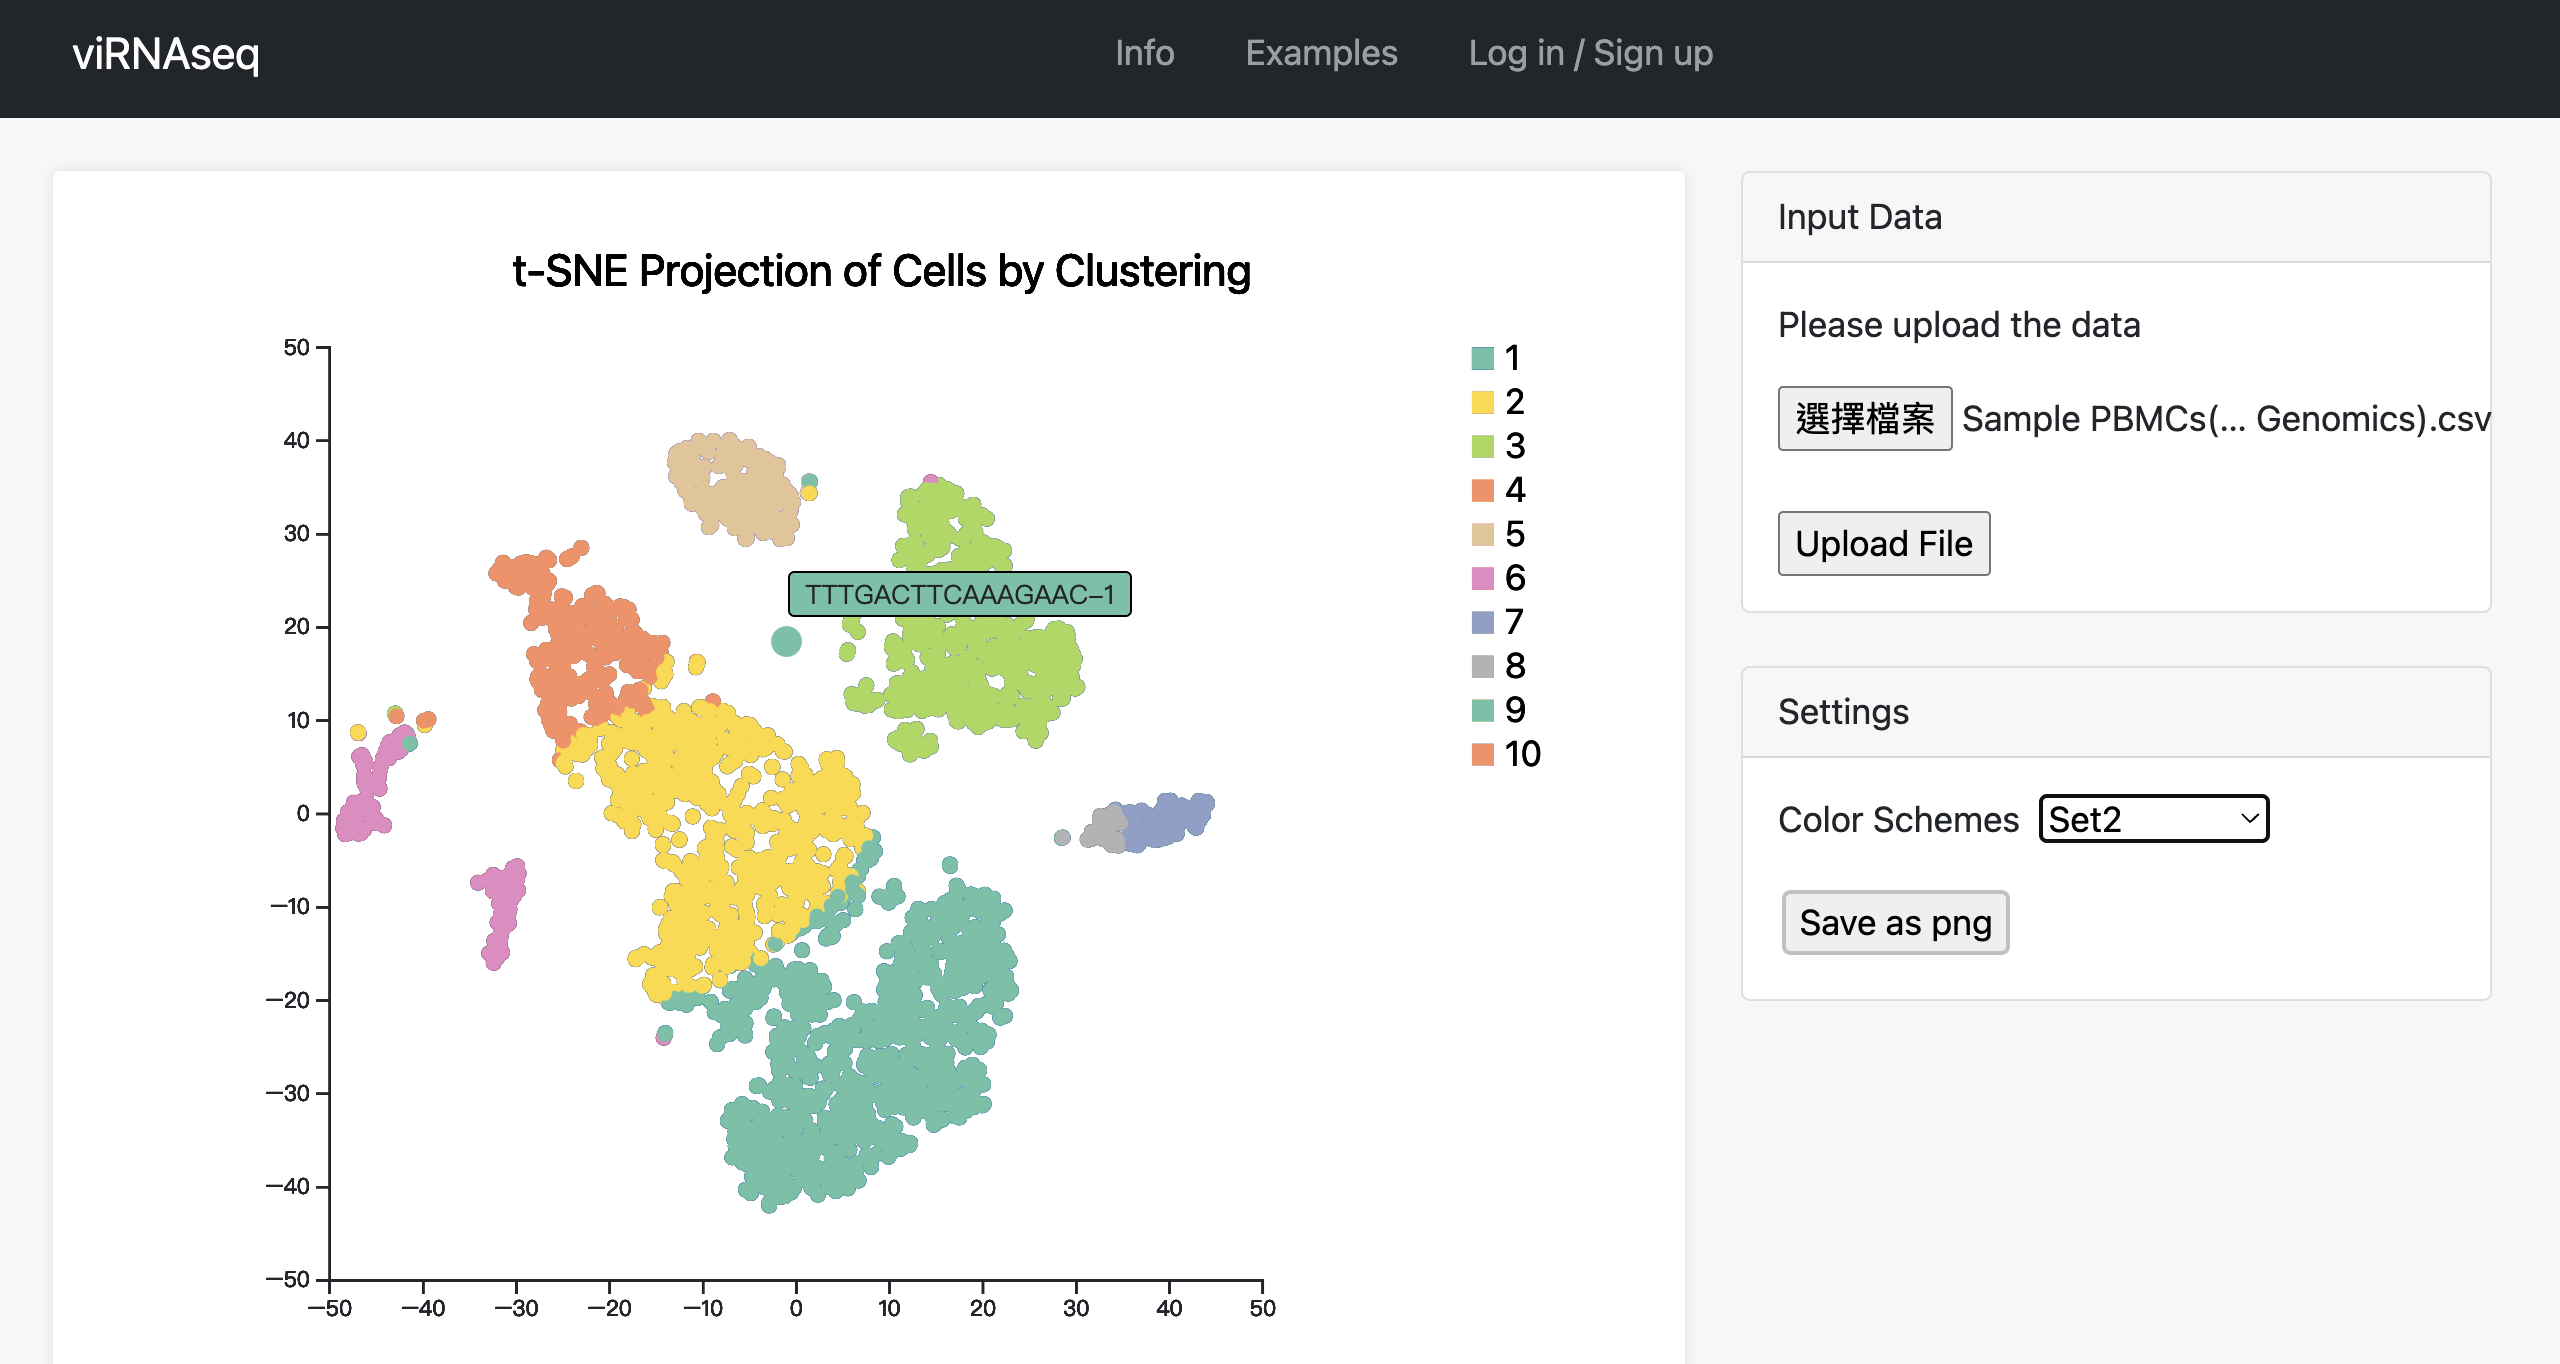 viRNAseq
Info
Examples
Log in / Sign up
t-SNE Projection of Cells by Clustering
50
40
30
20
10
0
−10
−20
−30
−40
−50
−50 −40 −30 −20 −10 0 10 20 30 40 50
TTTGACTTCAAAGAAC−1
1
2
3
4
5
6
7
8
9
10
Input Data
Please upload the data
選擇檔案 Sample PBMCs(... Genomics).csv
Upload File
Settings
Color Schemes Set2
Save as png